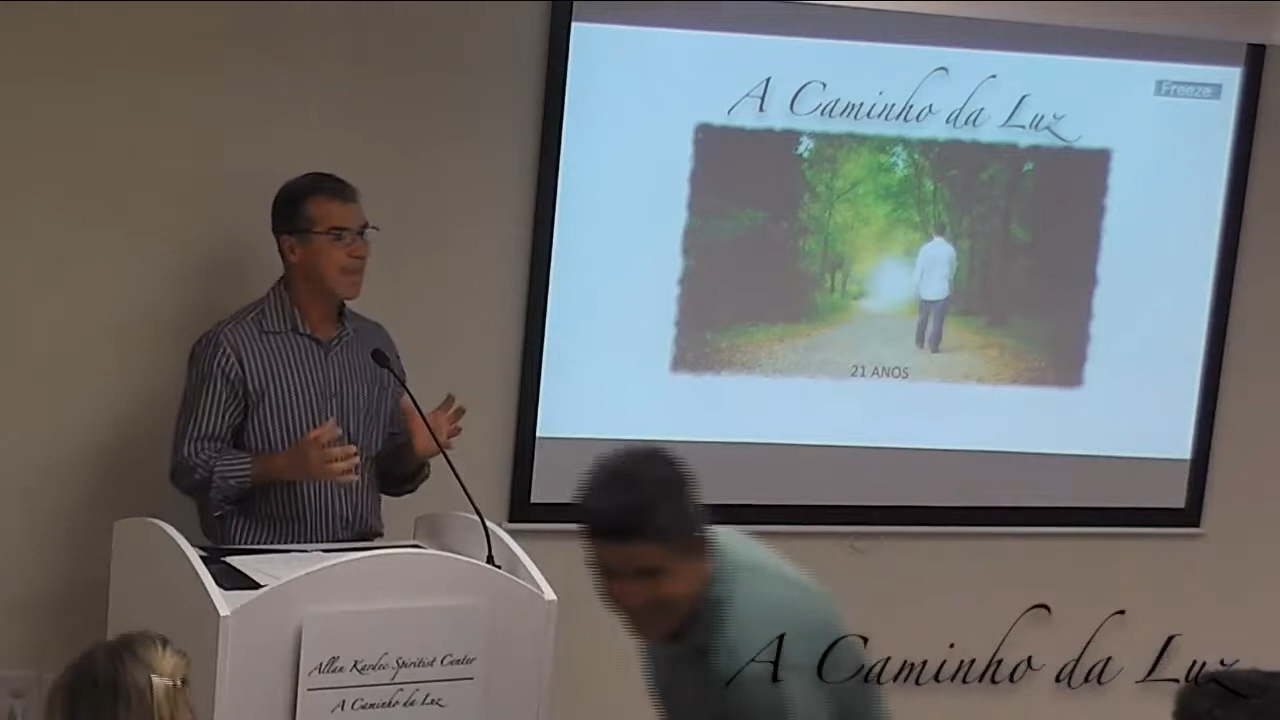 A Caminho da Luz
Freeze
21 ANOS
Allan Kardec Spiritist Center
A Caminho da Luz
A Caminho da Luz